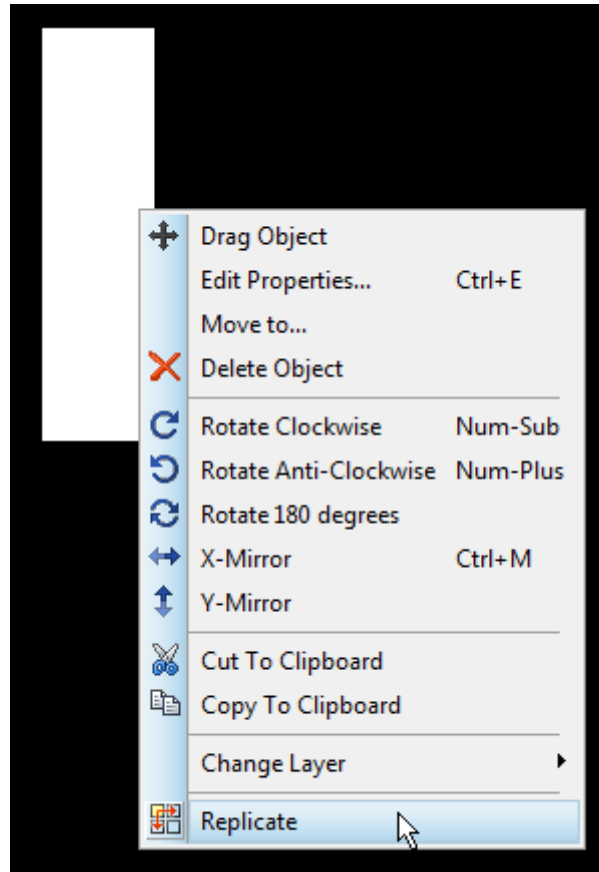 Drag Object
Edit Properties... Ctrl+E
Move to...
Delete Object
Rotate Clockwise Num-Sub
Rotate Anti-Clockwise Num-Plus
Rotate 180 degrees
X-Mirror Ctrl+M
Y-Mirror
Cut To Clipboard
Copy To Clipboard
Change Layer
Replicate